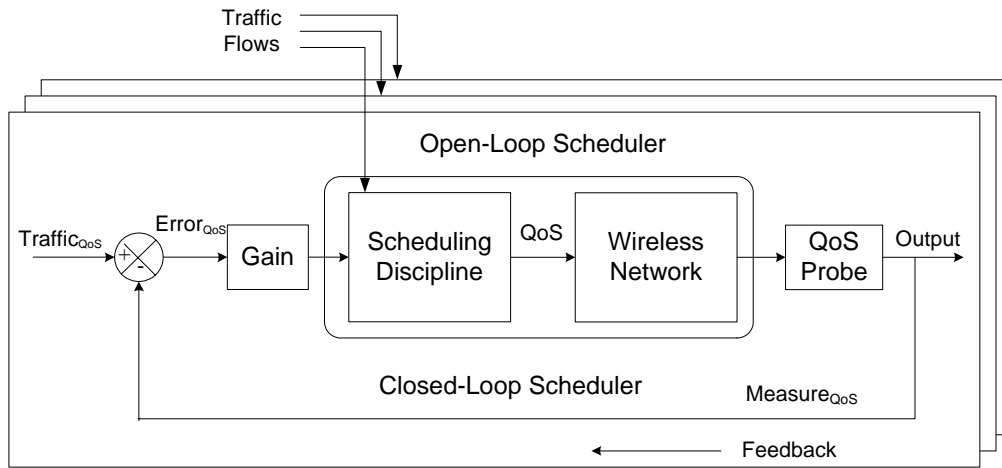 Traffic
Flows
Open-Loop Scheduler
TrafficQoS
+
-
ErrorQoS
Gain
Scheduling
Discipline
QoS
Wireless
Network
QoS
Probe
Output
Closed-Loop Scheduler
MeasureQoS
Feedback